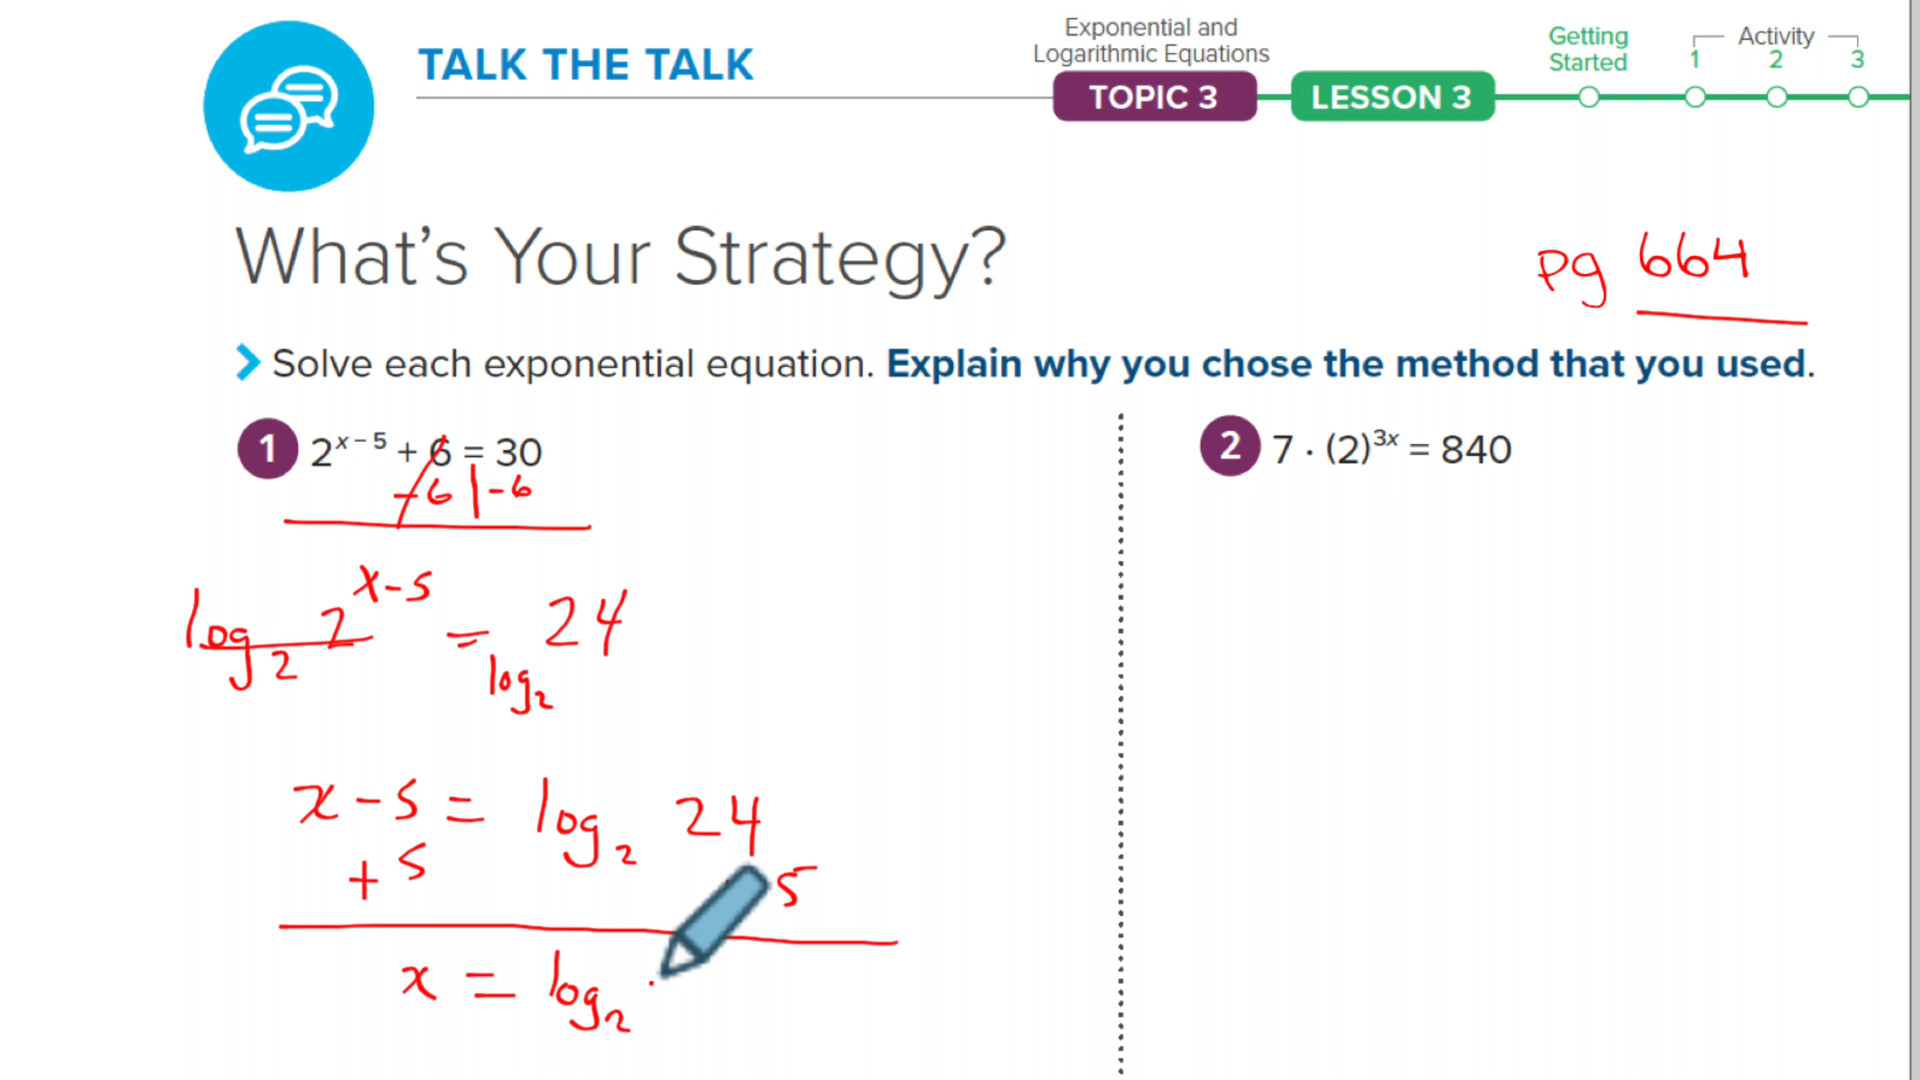 TALK THE TALK
Exponential and
Logarithmic Equations
TOPIC 3
LESSON 3
Getting
Started
Activity
1 2 3
What's Your Strategy?
pg 664
Solve each exponential equation. Explain why you chose the method that you used.
1 2^{x – 5} + 6 = 30
-6 | -6
log₂ 2^{x-5} = 24
log₂
x - 5 = log₂ 24
+ 5 5
x = log₂
2 7 · (2)^{3x} = 840